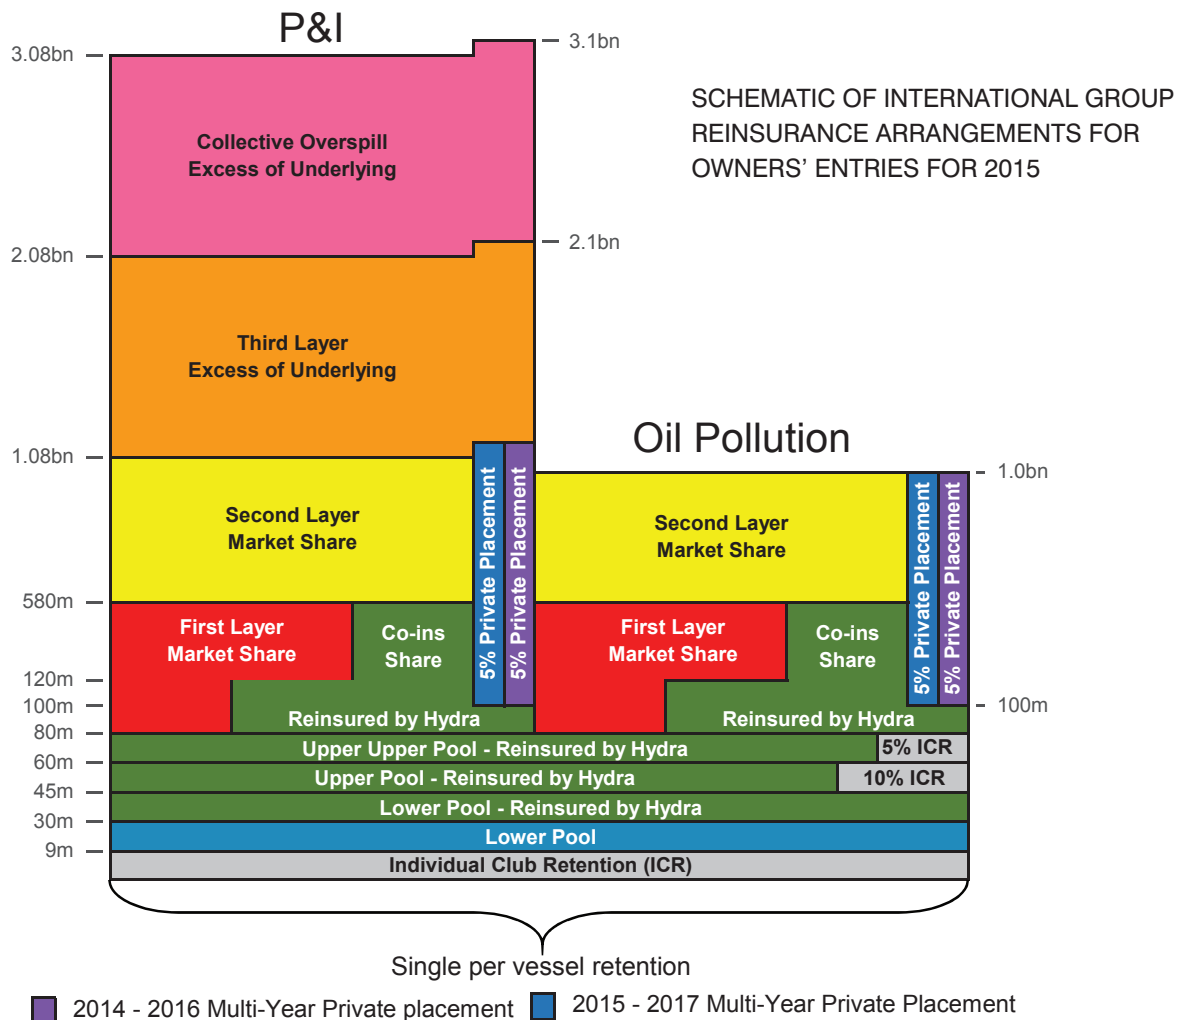 P&I
3.08bn
3.1bn
SCHEMATIC OF INTERNATIONAL GROUP
REINSURANCE ARRANGEMENTS FOR
OWNERS’ ENTRIES FOR 2015
Collective Overspill
Excess of Underlying
2.08bn
2.1bn
Third Layer
Excess of Underlying
Oil Pollution
1.08bn
1.0bn
Second Layer
Market Share
5% Private Placement
5% Private Placement
Second Layer
Market Share
5% Private Placement
5% Private Placement
580m
First Layer
Market Share
Co-ins
Share
First Layer
Market Share
Co-ins
Share
120m
100m
100m
Reinsured by Hydra
Reinsured by Hydra
80m
Upper Upper Pool - Reinsured by Hydra
5% ICR
60m
Upper Pool - Reinsured by Hydra
10% ICR
45m
Lower Pool - Reinsured by Hydra
30m
Lower Pool
9m
Individual Club Retention (ICR)
Single per vessel retention
2014 - 2016 Multi-Year Private placement
2015 - 2017 Multi-Year Private Placement